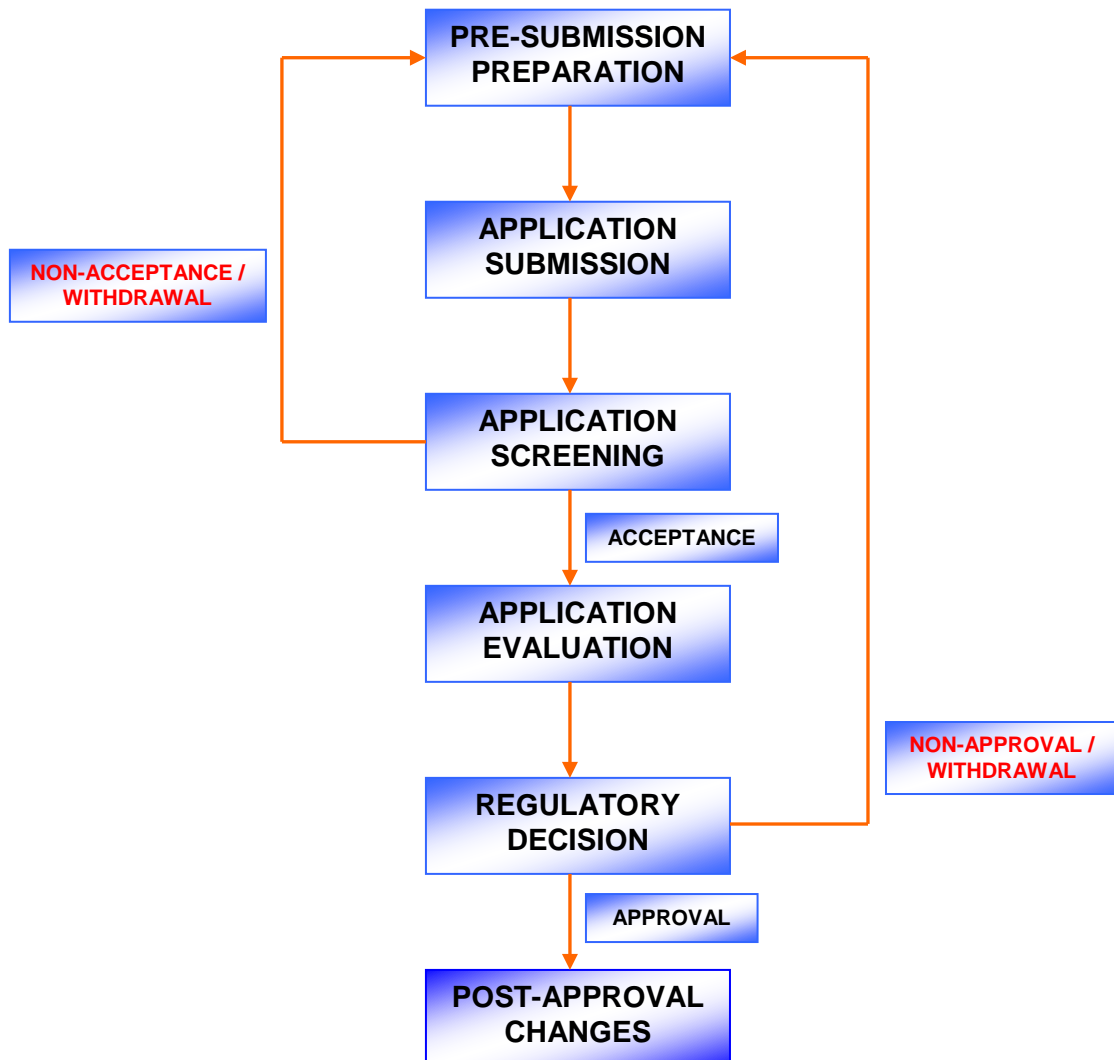 PRE-SUBMISSION
PREPARATION
APPLICATION
SUBMISSION
NON-ACCEPTANCE /
WITHDRAWAL
APPLICATION
SCREENING
ACCEPTANCE
APPLICATION
EVALUATION
NON-APPROVAL /
WITHDRAWAL
REGULATORY
DECISION
APPROVAL
POST-APPROVAL
CHANGES